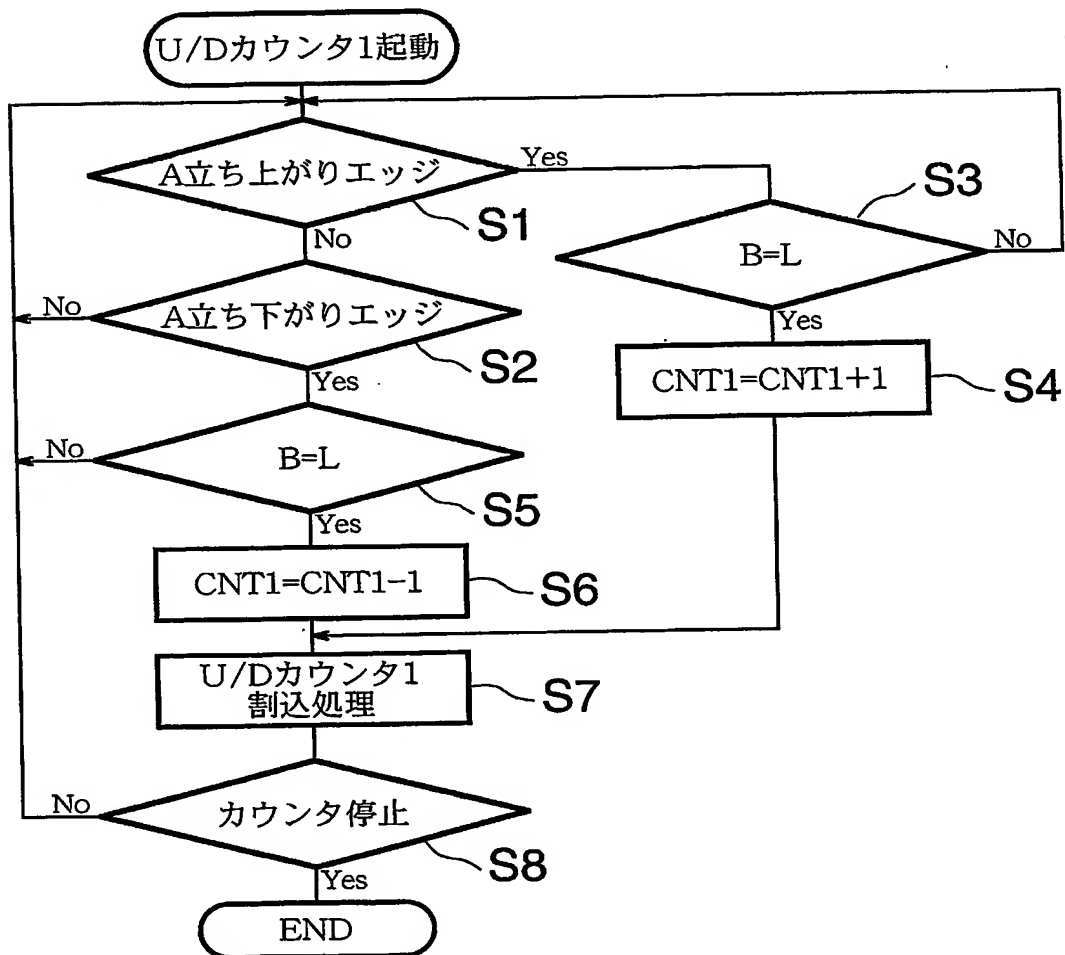 U/Dカウンタ1起動
A立ち上がりエッジ
Yes
S1
No
S3
B=L
No
Yes
A立ち下がりエッジ
No
S2
Yes
CNT1=CNT1+1
S4
B=L
No
S5
Yes
CNT1=CNT1-1
S6
U/Dカウンタ1
割込処理
S7
カウンタ停止
No
S8
Yes
END